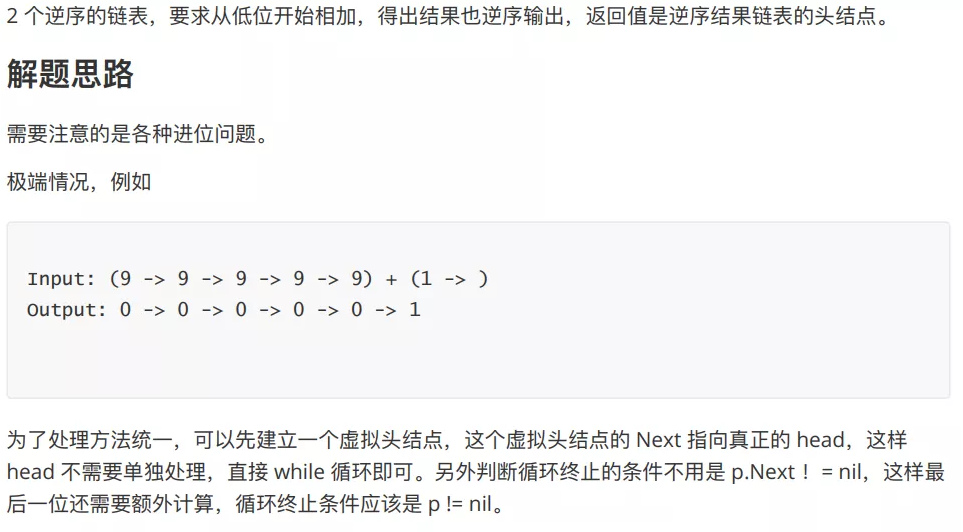 2 个逆序的链表，要求从低位开始相加，得出结果也逆序输出，返回值是逆序结果链表的头结点。
解题思路
需要注意的是各种进位问题。
极端情况，例如
Input: (9 -> 9 -> 9 -> 9 -> 9) + (1 -> )
Output: 0 -> 0 -> 0 -> 0 -> 0 -> 1
为了处理方法统一，可以先建立一个虚拟头结点，这个虚拟头结点的 Next 指向真正的 head，这样
head 不需要单独处理，直接 while 循环即可。另外判断循环终止的条件不用是 p.Next ！= nil，这样最
后一位还需要额外计算，循环终止条件应该是 p != nil。